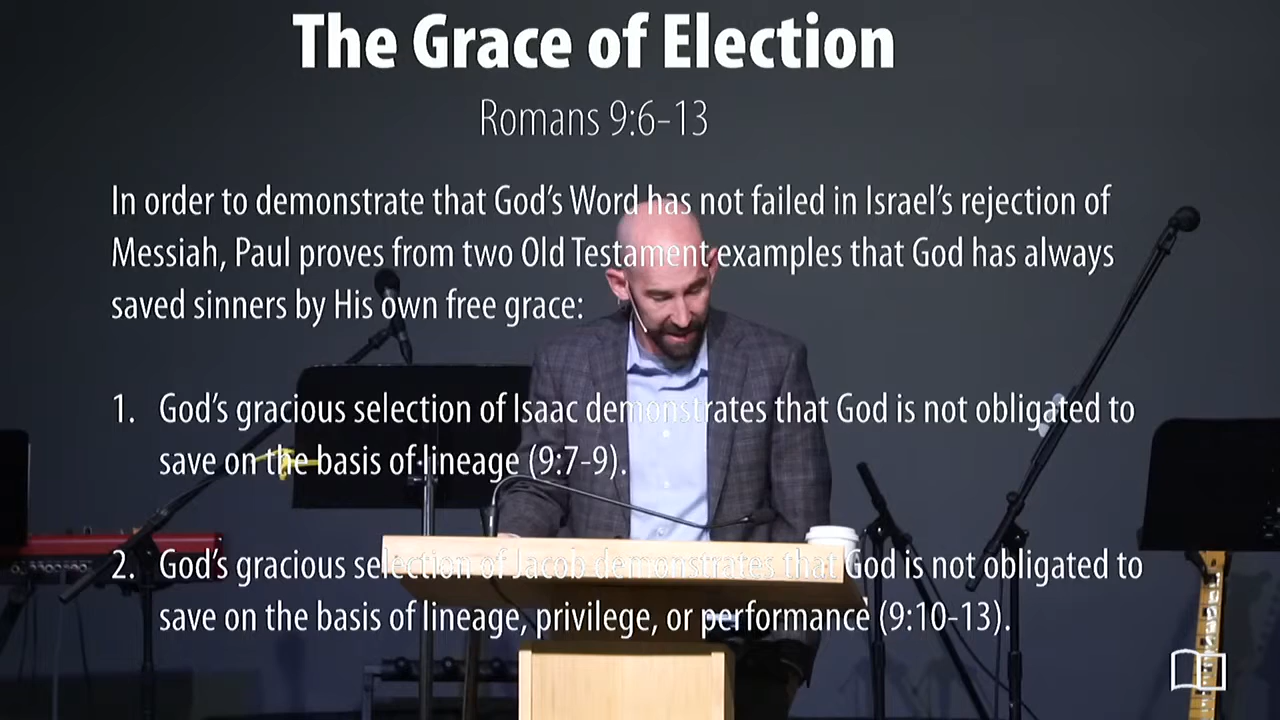 The Grace of Election
Romans 9:6-13
In order to demonstrate that God's Word has not failed in Israel's rejection of
Messiah, Paul proves from two Old Testament examples that God has always
saved sinners by His own free grace:
1. God's gracious selection of Isaac demonstrates that God is not obligated to
save on the basis of lineage (9:7-9).
2. God's gracious selection of Jacob demonstrates that God is not obligated to
save on the basis of lineage, privilege, or performance (9:10-13).